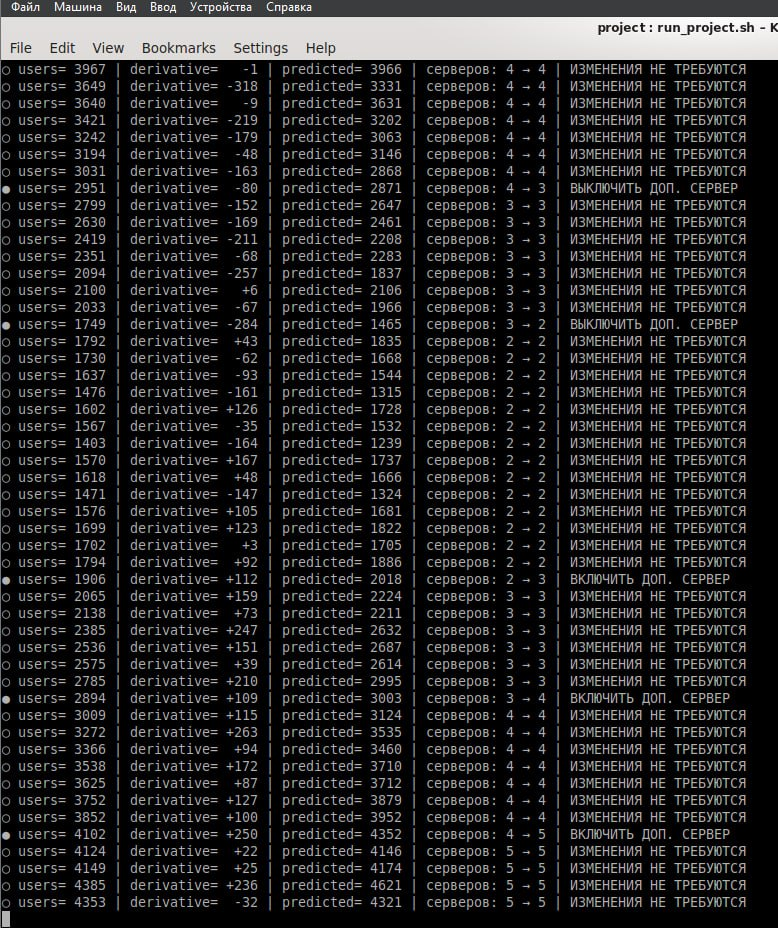 Файл Машина Вид Ввод Устройства Справка
project : run_project.sh – K
File Edit View Bookmarks Settings Help
○ users= 3967 | derivative=   -1 | predicted= 3966 | серверов: 4 → 4 | ИЗМЕНЕНИЯ НЕ ТРЕБУЮТСЯ
○ users= 3649 | derivative= -318 | predicted= 3331 | серверов: 4 → 4 | ИЗМЕНЕНИЯ НЕ ТРЕБУЮТСЯ
○ users= 3640 | derivative=   -9 | predicted= 3631 | серверов: 4 → 4 | ИЗМЕНЕНИЯ НЕ ТРЕБУЮТСЯ
○ users= 3421 | derivative= -219 | predicted= 3202 | серверов: 4 → 4 | ИЗМЕНЕНИЯ НЕ ТРЕБУЮТСЯ
○ users= 3242 | derivative= -179 | predicted= 3063 | серверов: 4 → 4 | ИЗМЕНЕНИЯ НЕ ТРЕБУЮТСЯ
○ users= 3194 | derivative=  -48 | predicted= 3146 | серверов: 4 → 4 | ИЗМЕНЕНИЯ НЕ ТРЕБУЮТСЯ
○ users= 3031 | derivative= -163 | predicted= 2868 | серверов: 4 → 4 | ИЗМЕНЕНИЯ НЕ ТРЕБУЮТСЯ
● users= 2951 | derivative=  -80 | predicted= 2871 | серверов: 4 → 3 | ВЫКЛЮЧИТЬ ДОП. СЕРВЕР
○ users= 2799 | derivative= -152 | predicted= 2647 | серверов: 3 → 3 | ИЗМЕНЕНИЯ НЕ ТРЕБУЮТСЯ
○ users= 2630 | derivative= -169 | predicted= 2461 | серверов: 3 → 3 | ИЗМЕНЕНИЯ НЕ ТРЕБУЮТСЯ
○ users= 2419 | derivative= -211 | predicted= 2208 | серверов: 3 → 3 | ИЗМЕНЕНИЯ НЕ ТРЕБУЮТСЯ
○ users= 2351 | derivative=  -68 | predicted= 2283 | серверов: 3 → 3 | ИЗМЕНЕНИЯ НЕ ТРЕБУЮТСЯ
○ users= 2094 | derivative= -257 | predicted= 1837 | серверов: 3 → 3 | ИЗМЕНЕНИЯ НЕ ТРЕБУЮТСЯ
○ users= 2100 | derivative=   +6 | predicted= 2106 | серверов: 3 → 3 | ИЗМЕНЕНИЯ НЕ ТРЕБУЮТСЯ
○ users= 2033 | derivative=  -67 | predicted= 1966 | серверов: 3 → 3 | ИЗМЕНЕНИЯ НЕ ТРЕБУЮТСЯ
● users= 1749 | derivative= -284 | predicted= 1465 | серверов: 3 → 2 | ВЫКЛЮЧИТЬ ДОП. СЕРВЕР
○ users= 1792 | derivative=  +43 | predicted= 1835 | серверов: 2 → 2 | ИЗМЕНЕНИЯ НЕ ТРЕБУЮТСЯ
○ users= 1730 | derivative=  -62 | predicted= 1668 | серверов: 2 → 2 | ИЗМЕНЕНИЯ НЕ ТРЕБУЮТСЯ
○ users= 1637 | derivative=  -93 | predicted= 1544 | серверов: 2 → 2 | ИЗМЕНЕНИЯ НЕ ТРЕБУЮТСЯ
○ users= 1476 | derivative= -161 | predicted= 1315 | серверов: 2 → 2 | ИЗМЕНЕНИЯ НЕ ТРЕБУЮТСЯ
○ users= 1602 | derivative= +126 | predicted= 1728 | серверов: 2 → 2 | ИЗМЕНЕНИЯ НЕ ТРЕБУЮТСЯ
○ users= 1567 | derivative=  -35 | predicted= 1532 | серверов: 2 → 2 | ИЗМЕНЕНИЯ НЕ ТРЕБУЮТСЯ
○ users= 1403 | derivative= -164 | predicted= 1239 | серверов: 2 → 2 | ИЗМЕНЕНИЯ НЕ ТРЕБУЮТСЯ
○ users= 1570 | derivative= +167 | predicted= 1737 | серверов: 2 → 2 | ИЗМЕНЕНИЯ НЕ ТРЕБУЮТСЯ
○ users= 1618 | derivative=  +48 | predicted= 1666 | серверов: 2 → 2 | ИЗМЕНЕНИЯ НЕ ТРЕБУЮТСЯ
○ users= 1471 | derivative= -147 | predicted= 1324 | серверов: 2 → 2 | ИЗМЕНЕНИЯ НЕ ТРЕБУЮТСЯ
○ users= 1576 | derivative= +105 | predicted= 1681 | серверов: 2 → 2 | ИЗМЕНЕНИЯ НЕ ТРЕБУЮТСЯ
○ users= 1699 | derivative= +123 | predicted= 1822 | серверов: 2 → 2 | ИЗМЕНЕНИЯ НЕ ТРЕБУЮТСЯ
○ users= 1702 | derivative=   +3 | predicted= 1705 | серверов: 2 → 2 | ИЗМЕНЕНИЯ НЕ ТРЕБУЮТСЯ
○ users= 1794 | derivative=  +92 | predicted= 1886 | серверов: 2 → 2 | ИЗМЕНЕНИЯ НЕ ТРЕБУЮТСЯ
● users= 1906 | derivative= +112 | predicted= 2018 | серверов: 2 → 3 | ВКЛЮЧИТЬ ДОП. СЕРВЕР
○ users= 2065 | derivative= +159 | predicted= 2224 | серверов: 3 → 3 | ИЗМЕНЕНИЯ НЕ ТРЕБУЮТСЯ
○ users= 2138 | derivative=  +73 | predicted= 2211 | серверов: 3 → 3 | ИЗМЕНЕНИЯ НЕ ТРЕБУЮТСЯ
○ users= 2385 | derivative= +247 | predicted= 2632 | серверов: 3 → 3 | ИЗМЕНЕНИЯ НЕ ТРЕБУЮТСЯ
○ users= 2536 | derivative= +151 | predicted= 2687 | серверов: 3 → 3 | ИЗМЕНЕНИЯ НЕ ТРЕБУЮТСЯ
○ users= 2575 | derivative=  +39 | predicted= 2614 | серверов: 3 → 3 | ИЗМЕНЕНИЯ НЕ ТРЕБУЮТСЯ
○ users= 2785 | derivative= +210 | predicted= 2995 | серверов: 3 → 3 | ИЗМЕНЕНИЯ НЕ ТРЕБУЮТСЯ
● users= 2894 | derivative= +109 | predicted= 3003 | серверов: 3 → 4 | ВКЛЮЧИТЬ ДОП. СЕРВЕР
○ users= 3009 | derivative= +115 | predicted= 3124 | серверов: 4 → 4 | ИЗМЕНЕНИЯ НЕ ТРЕБУЮТСЯ
○ users= 3272 | derivative= +263 | predicted= 3535 | серверов: 4 → 4 | ИЗМЕНЕНИЯ НЕ ТРЕБУЮТСЯ
○ users= 3366 | derivative=  +94 | predicted= 3460 | серверов: 4 → 4 | ИЗМЕНЕНИЯ НЕ ТРЕБУЮТСЯ
○ users= 3538 | derivative= +172 | predicted= 3710 | серверов: 4 → 4 | ИЗМЕНЕНИЯ НЕ ТРЕБУЮТСЯ
○ users= 3625 | derivative=  +87 | predicted= 3712 | серверов: 4 → 4 | ИЗМЕНЕНИЯ НЕ ТРЕБУЮТСЯ
○ users= 3752 | derivative= +127 | predicted= 3879 | серверов: 4 → 4 | ИЗМЕНЕНИЯ НЕ ТРЕБУЮТСЯ
○ users= 3852 | derivative= +100 | predicted= 3952 | серверов: 4 → 4 | ИЗМЕНЕНИЯ НЕ ТРЕБУЮТСЯ
● users= 4102 | derivative= +250 | predicted= 4352 | серверов: 4 → 5 | ВКЛЮЧИТЬ ДОП. СЕРВЕР
○ users= 4124 | derivative=  +22 | predicted= 4146 | серверов: 5 → 5 | ИЗМЕНЕНИЯ НЕ ТРЕБУЮТСЯ
○ users= 4149 | derivative=  +25 | predicted= 4174 | серверов: 5 → 5 | ИЗМЕНЕНИЯ НЕ ТРЕБУЮТСЯ
○ users= 4385 | derivative= +236 | predicted= 4621 | серверов: 5 → 5 | ИЗМЕНЕНИЯ НЕ ТРЕБУЮТСЯ
○ users= 4353 | derivative=  -32 | predicted= 4321 | серверов: 5 → 5 | ИЗМЕНЕНИЯ НЕ ТРЕБУЮТСЯ